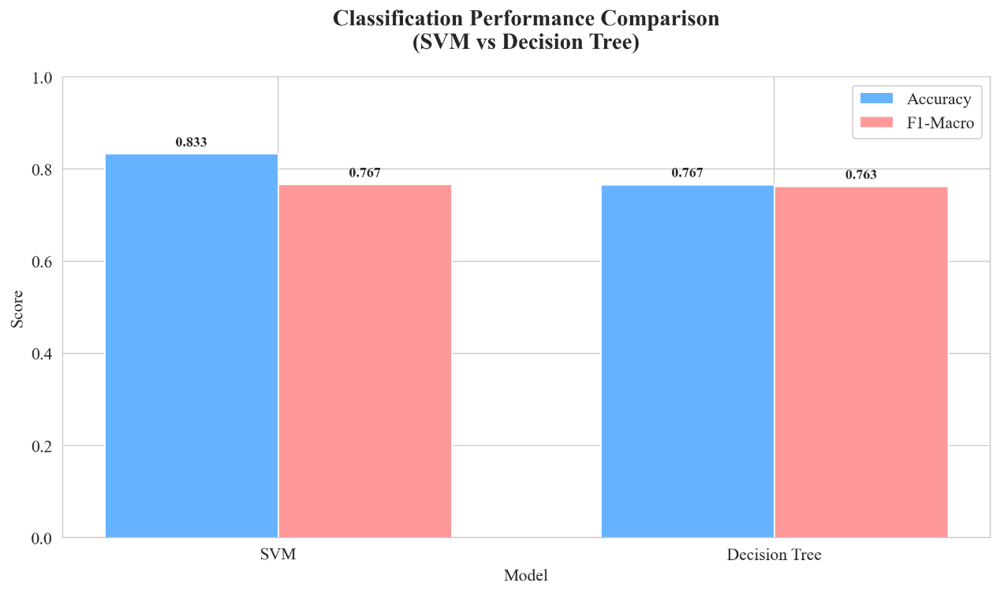 Classification Performance Comparison
(SVM vs Decision Tree)
Accuracy
F1-Macro
1.0
0.8
0.6
0.4
0.2
0.0
Score
0.833
0.767
0.767
0.763
SVM
Decision Tree
Model